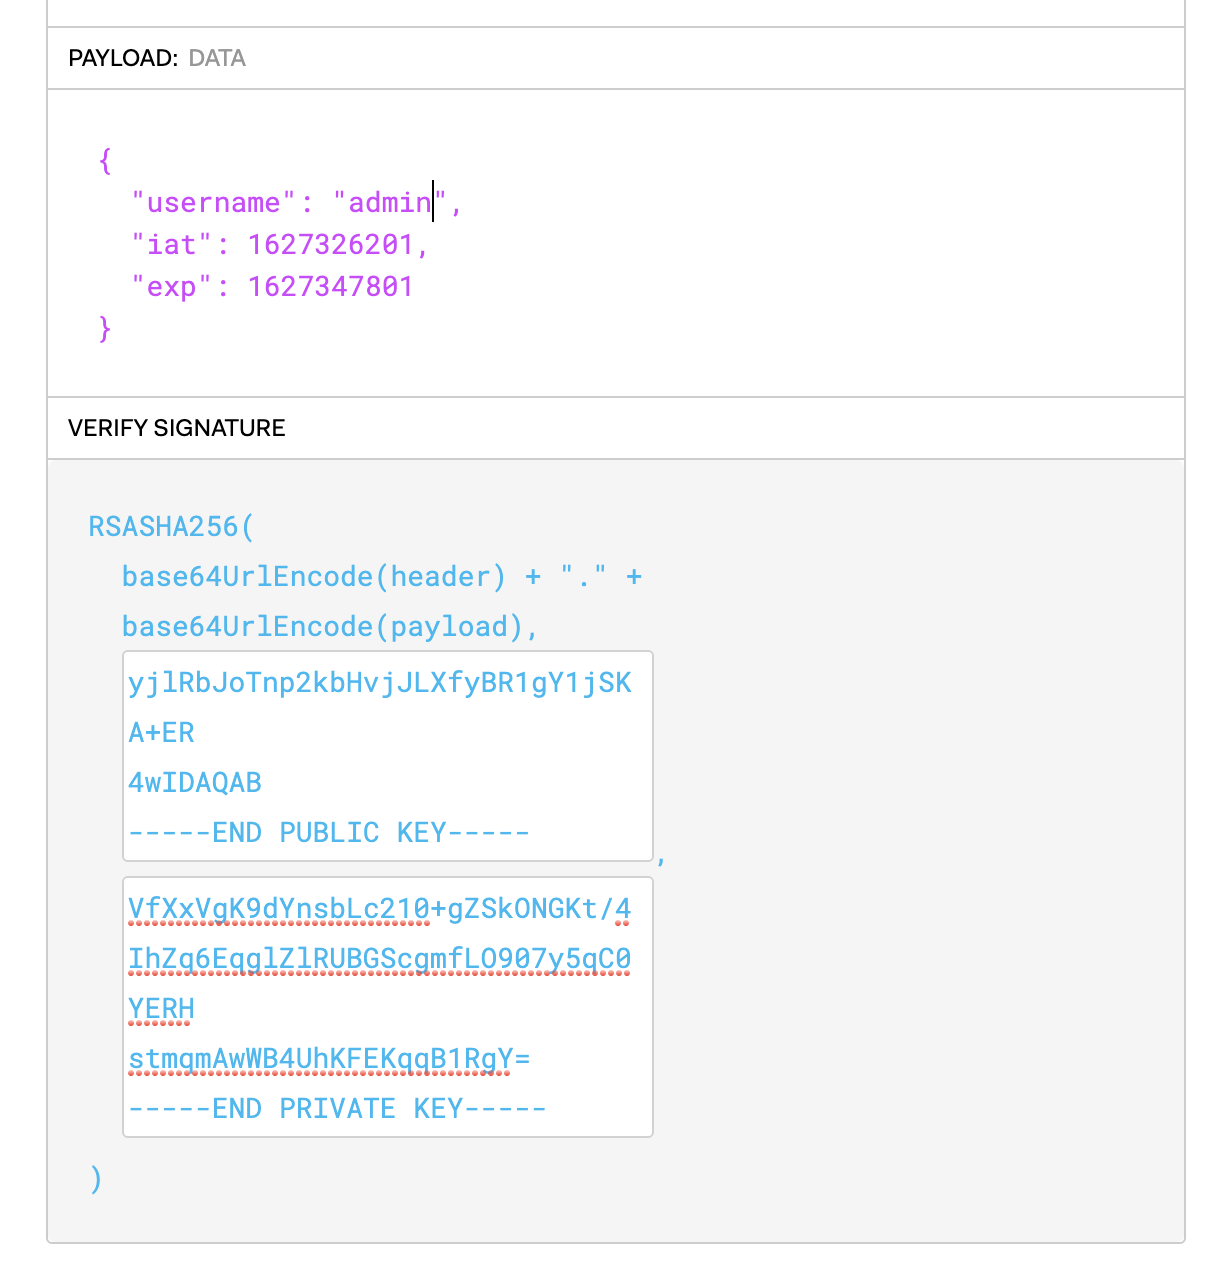 PAYLOAD: DATA
{
"username": "admin",
"iat": 1627326201,
"exp": 1627347801
}
VERIFY SIGNATURE
RSASHA256(
base64UrlEncode(header) + "." +
base64UrlEncode(payload),
yjlRbJoTnp2kbHvjJLXfyBR1gY1jSK
A+ER
4wIDAQAB
-----END PUBLIC KEY-----
,
VfXxVgK9dYnsbLc210+gZSkONGKt/4
IhZq6EqglZlRUBGScgmfLO907y5qC0
YERH
stmqmAwWB4UhKFEKqqB1RgY=
-----END PRIVATE KEY-----
)